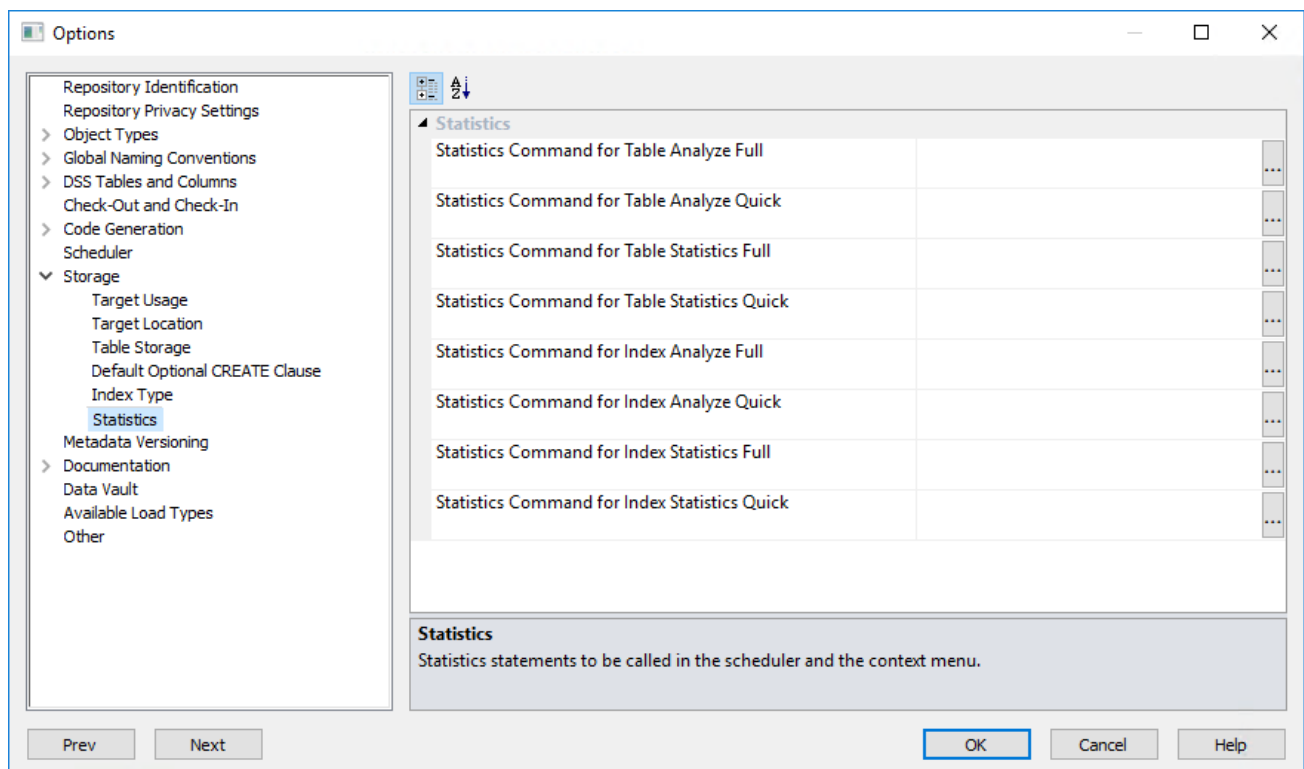 Options
Repository Identification
Repository Privacy Settings
Object Types
Global Naming Conventions
DSS Tables and Columns
Check-Out and Check-In
Code Generation
Scheduler
Storage
Target Usage
Target Location
Table Storage
Default Optional CREATE Clause
Index Type
Statistics
Metadata Versioning
Documentation
Data Vault
Available Load Types
Other
A
Z
Statistics
Statistics Command for Table Analyze Full
...
Statistics Command for Table Analyze Quick
...
Statistics Command for Table Statistics Full
...
Statistics Command for Table Statistics Quick
...
Statistics Command for Index Analyze Full
...
Statistics Command for Index Analyze Quick
...
Statistics Command for Index Statistics Full
...
Statistics Command for Index Statistics Quick
...
Statistics
Statistics statements to be called in the scheduler and the context menu.
Prev Next OK Cancel Help